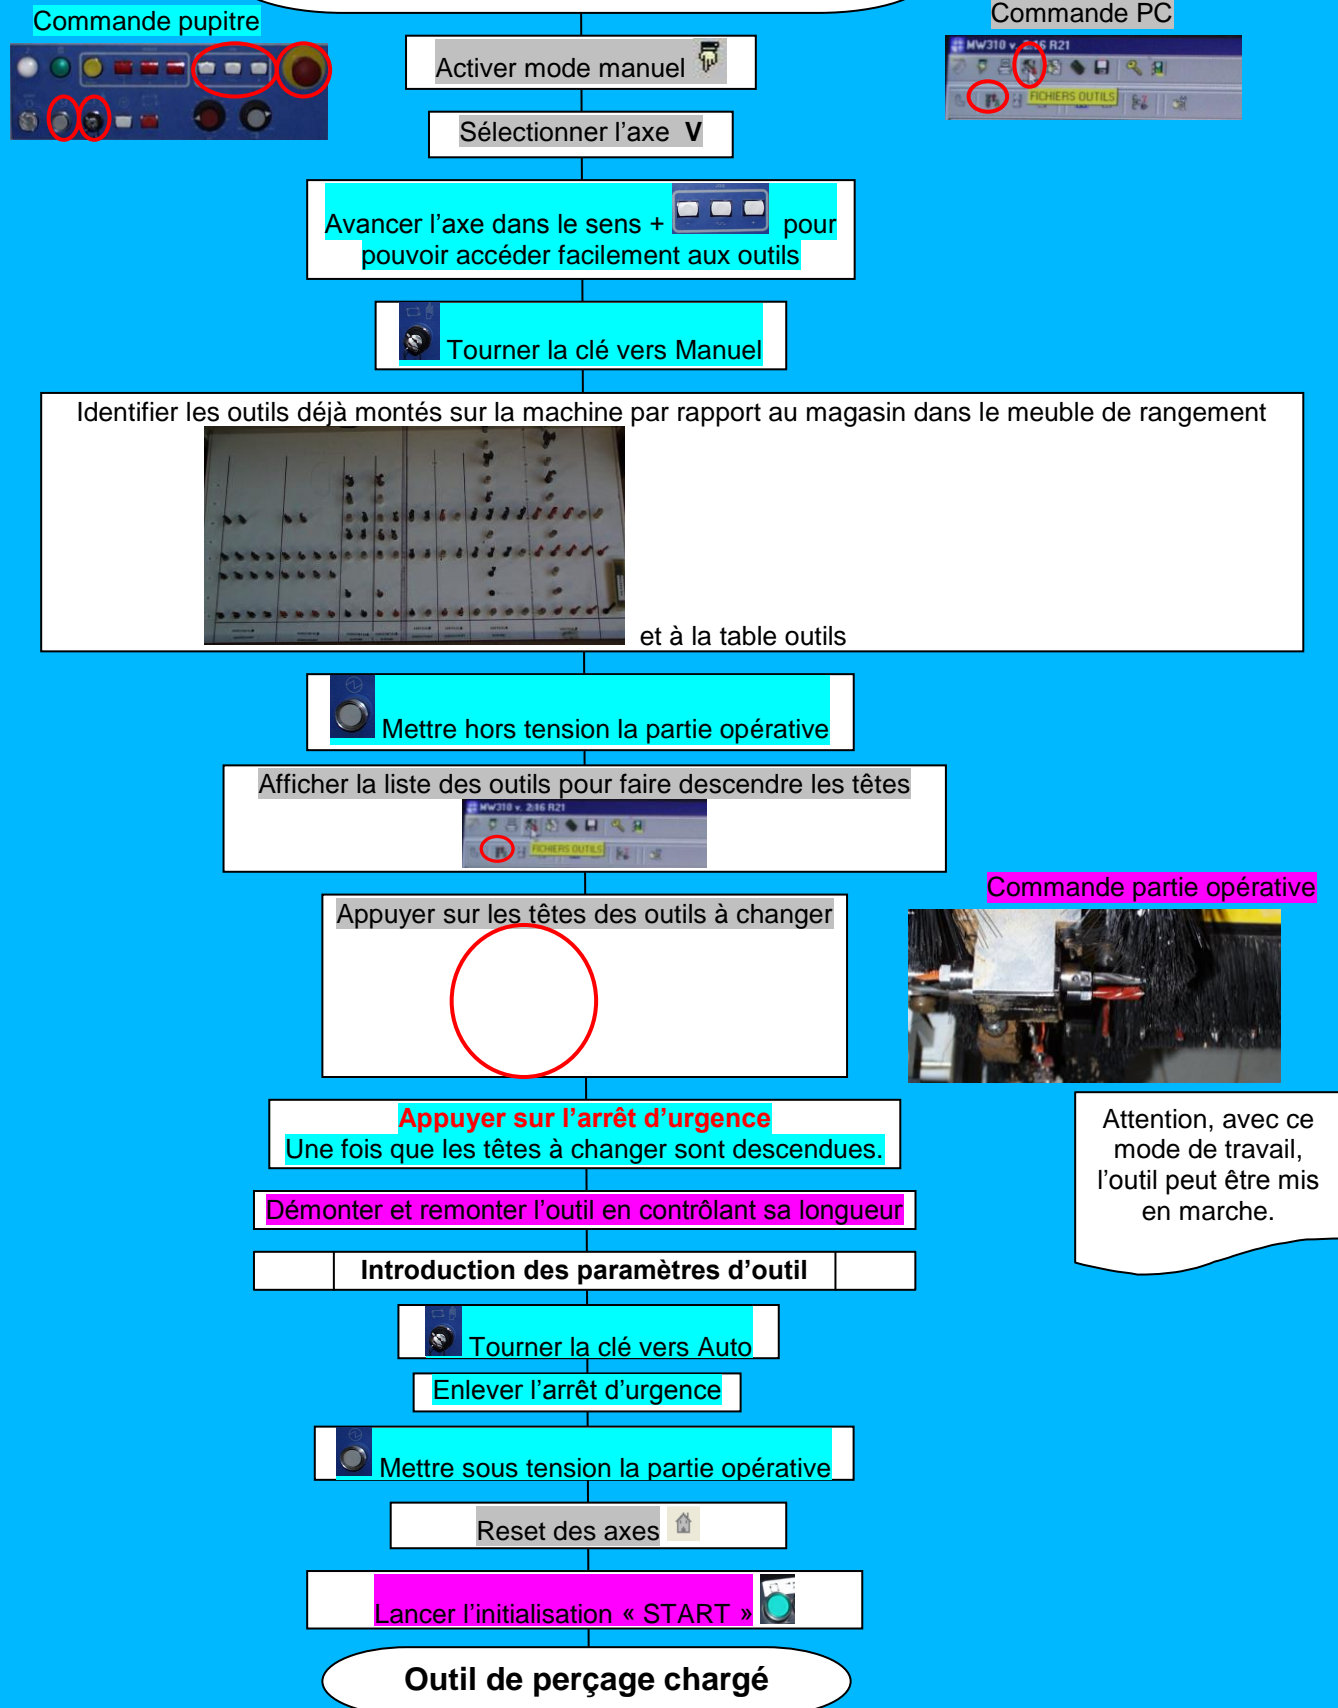 Commande pupitre
Commande PC
MW310 v. 2.16 R21
FICHIERS OUTILS
Activer mode manuel
Sélectionner l'axe V
Avancer l'axe dans le sens + pour
pouvoir accéder facilement aux outils
Tourner la clé vers Manuel
Identifier les outils déjà montés sur la machine par rapport au magasin dans le meuble de rangement
et à la table outils
Mettre hors tension la partie opérative
Afficher la liste des outils pour faire descendre les têtes
MW310 v. 2.16 R21
FICHIERS OUTILS
Commande partie opérative
Appuyer sur les têtes des outils à changer
Appuyer sur l'arrêt d'urgence
Une fois que les têtes à changer sont descendues.
Attention, avec ce
mode de travail,
l'outil peut être mis
en marche.
Démonter et remonter l'outil en contrôlant sa longueur
Introduction des paramètres d'outil
Tourner la clé vers Auto
Enlever l'arrêt d'urgence
Mettre sous tension la partie opérative
Reset des axes
Lancer l'initialisation « START »
Outil de perçage chargé